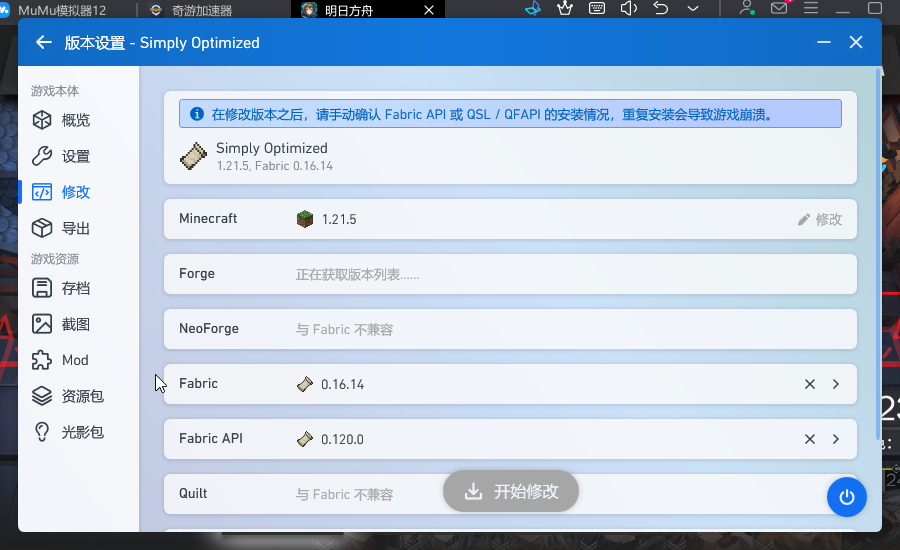 MuMu模拟器12
奇游加速器
明日方舟
版本设置 - Simply Optimized
游戏本体
概览
设置
修改
导出
游戏资源
存档
截图
Mod
资源包
光影包
在修改版本之后，请手动确认 Fabric API 或 QSL / QFAPI 的安装情况，重复安装会导致游戏崩溃。
Simply Optimized
1.21.5, Fabric 0.16.14
Minecraft 1.21.5 修改
Forge 正在获取版本列表......
NeoForge 与 Fabric 不兼容
Fabric 0.16.14
Fabric API 0.120.0
Quilt 与 Fabric 不兼容
开始修改